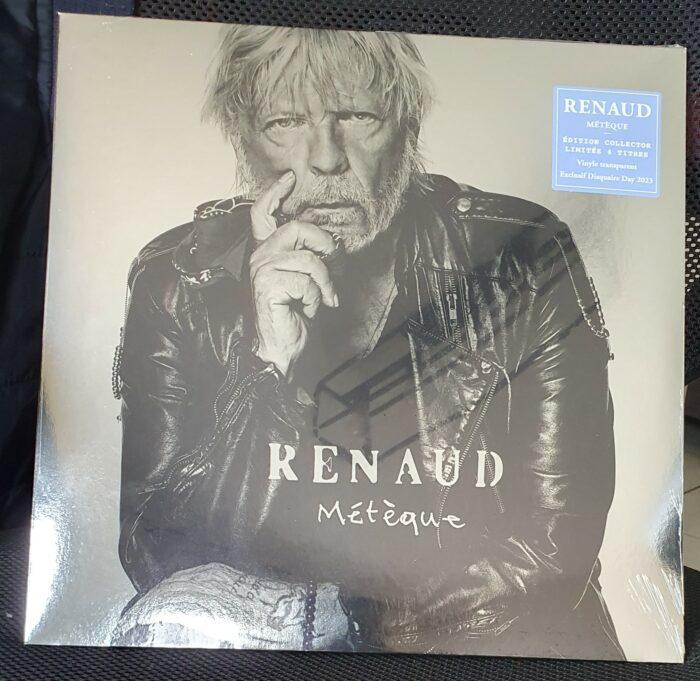 RENAUD
MÉTÈQUE
ÉDITION COLLECTOR
LIMITÉE 4 TITRES
Vinyle transparent
Exclusif Disquaire Day 2023
RENAUD
Métèque